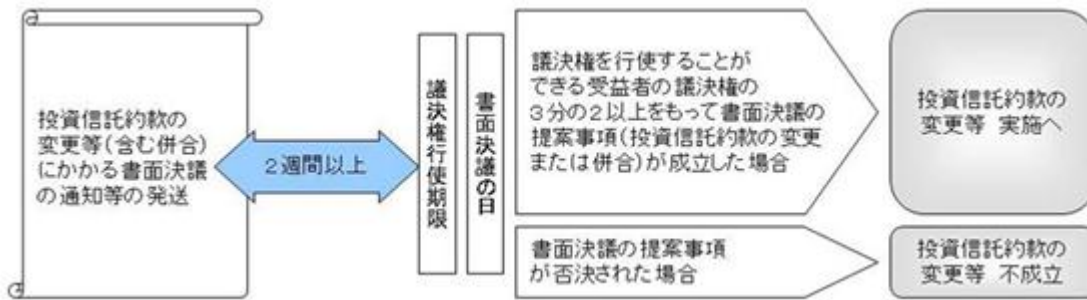 投資信託約款の
変更等(含む併合)
にかかる書面決議
の通知等の発送
2週間以上
議決権行使期限
書面決議の日
議決権を行使することが
できる受益者の議決権の
3分の2以上をもって書面決議の
提案事項(投資信託約款の変更
または併合)が成立した場合
投資信託約款の
変更等 実施へ
書面決議の提案事項
が否決された場合
投資信託約款の
変更等 不成立